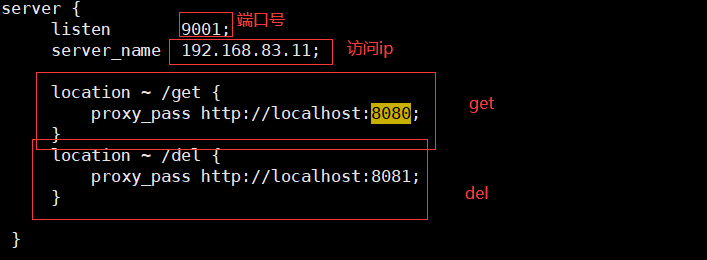 server {
listen 9001; 端口号
server_name 192.168.83.11; 访问ip
location ~ /get {
proxy_pass http://localhost:8080; get
}
location ~ /del {
proxy_pass http://localhost:8081;
} del
}